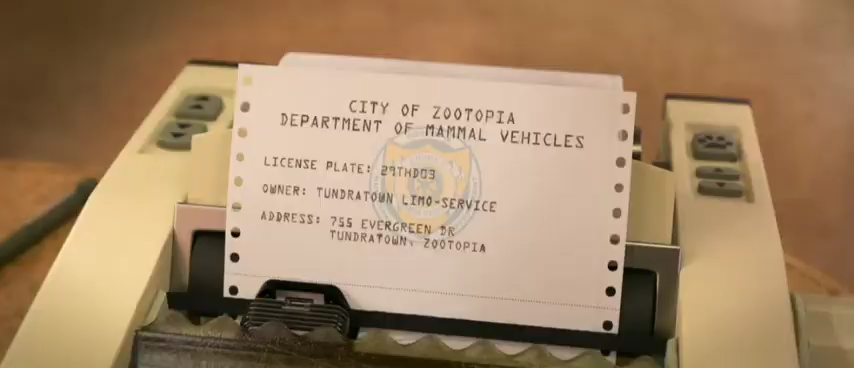 CITY OF ZOOTOPIA
DEPARTMENT OF MAMMAL VEHICLES
LICENSE PLATE: 29THD03
OWNER: TUNDRATOWN LIMO-SERVICE
ADDRESS: 755 EVERGREEN DR
TUNDRATOWN, ZOOTOPIA